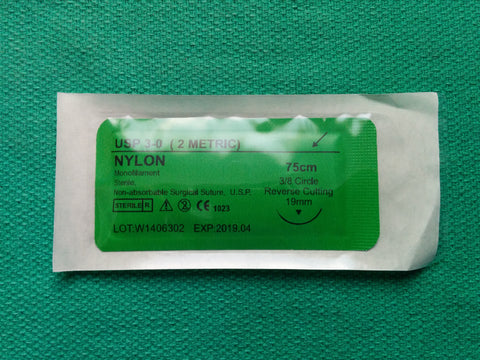 USP 3-0 ( 2 METRIC)
NYLON
Monofilament
Sterile,
Non-absorbable Surgical Suture, U.S.P.
STERILE R
2
CE 1023
LOT:W1406302 EXP.2019.04
75cm
3/8 Circle
Reverse Cutting
19mm